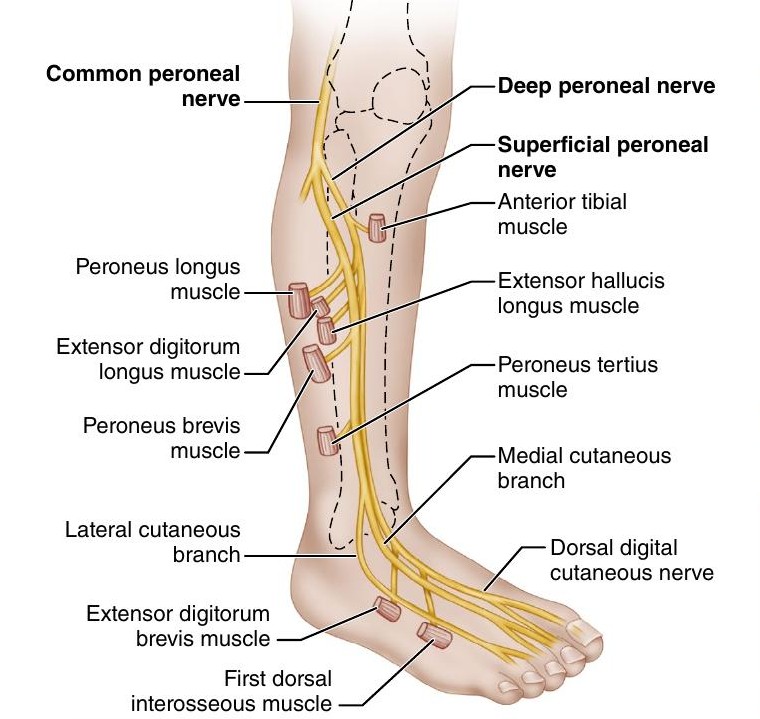 Common peroneal
nerve
Deep peroneal nerve
Superficial peroneal
nerve
Anterior tibial
muscle
Peroneus longus
muscle
Extensor hallucis
longus muscle
Extensor digitorum
longus muscle
Peroneus tertius
muscle
Peroneus brevis
muscle
Medial cutaneous
branch
Lateral cutaneous
branch
Dorsal digital
cutaneous nerve
Extensor digitorum
brevis muscle
First dorsal
interosseous muscle